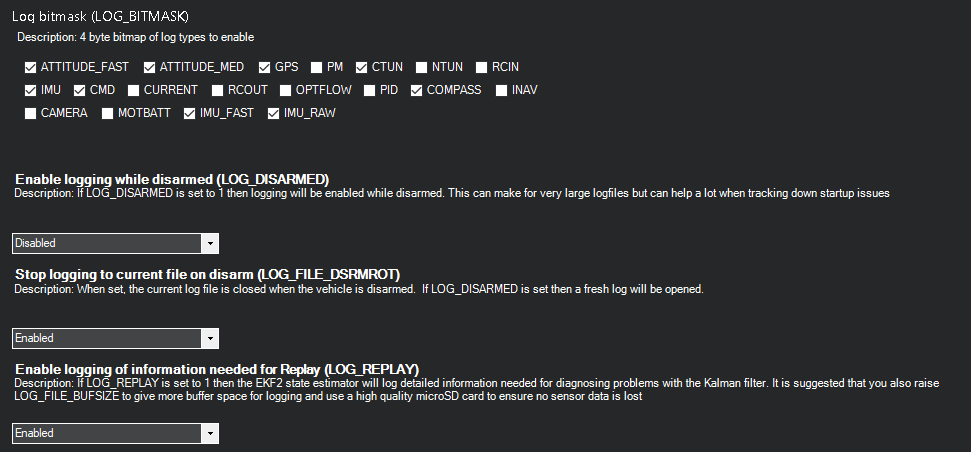 Log bitmask (LOG_BITMASK)
Description: 4 byte bitmap of log types to enable
ATTITUDE_FAST ATTITUDE_MED GPS PM CTUN NTUN RCIN
IMU CMD CURRENT RCOUT OPTFLOW PID COMPASS INAV
CAMERA MOTBATT IMU_FAST IMU_RAW
Enable logging while disarmed (LOG_DISARMED)
Description: If LOG_DISARMED is set to 1 then logging will be enabled while disarmed. This can make for very large logfiles but can help a lot when tracking down startup issues
Disabled
Stop logging to current file on disarm (LOG_FILE_DSRMROT)
Description: When set, the current log file is closed when the vehicle is disarmed.  If LOG_DISARMED is set then a fresh log will be opened.
Enabled
Enable logging of information needed for Replay (LOG_REPLAY)
Description: If LOG_REPLAY is set to 1 then the EKF2 state estimator will log detailed information needed for diagnosing problems with the Kalman filter. It is suggested that you also raise
LOG_FILE_BUFSIZE to give more buffer space for logging and use a high quality microSD card to ensure no sensor data is lost
Enabled